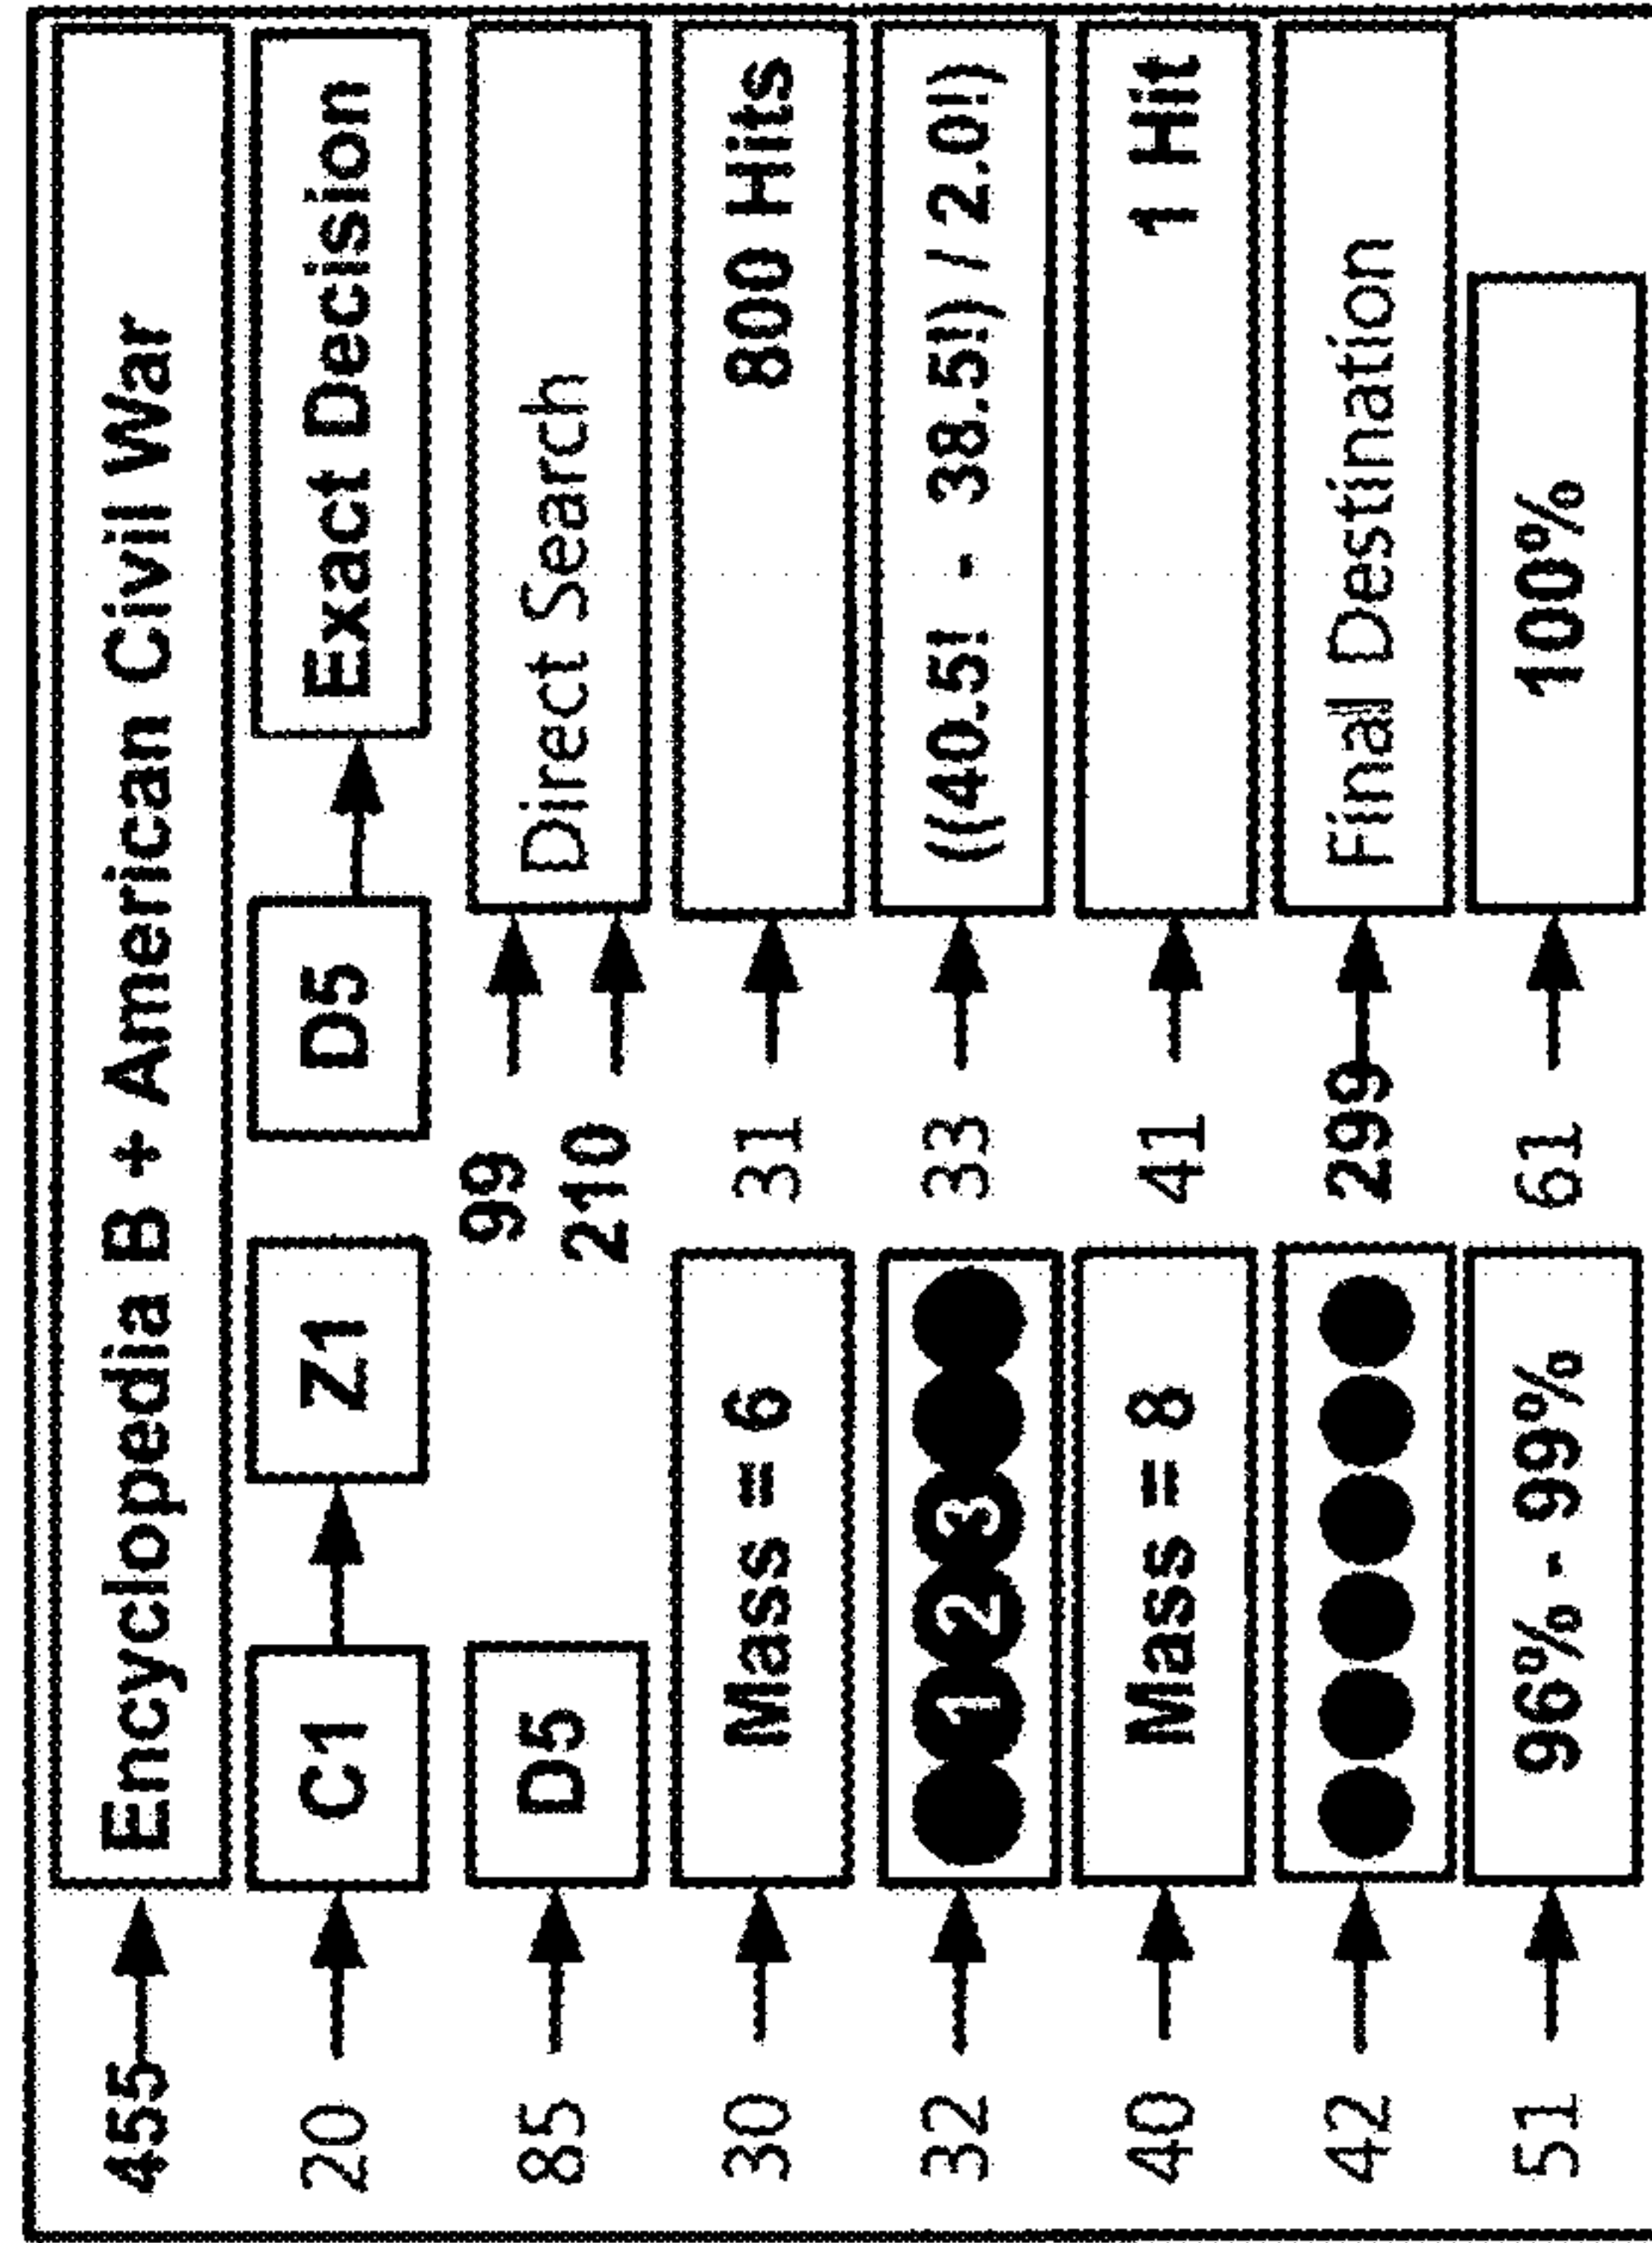 455 Encyclopedia B + American Civil War
20 C1 Z1 D5 Exact Decision
85 D5 99 210 Direct Search
30 Mass = 6 31 800 Hits
32 1 2 3 33 ((40.5! - 38.5!) / 2.0!)
40 Mass = 8 41 1 Hit
42 299 Final Destination
51 96% - 99% 61 100%